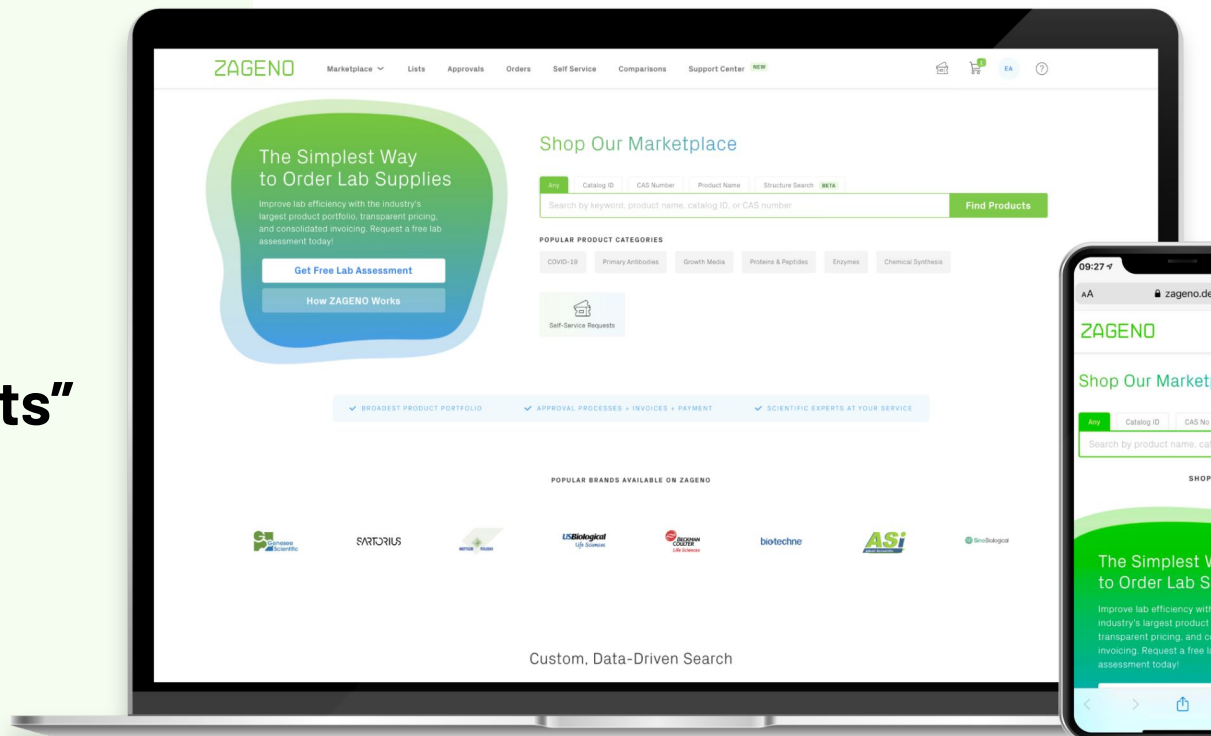 ts”
ZAGENO
Marketplace Lists Approvals Orders Self Service Comparisons Support Center NEW 1 EA ?
The Simplest Way
to Order Lab Supplies
Improve lab efficiency with the industry's
largest product portfolio, transparent pricing,
and consolidated invoicing. Request a free lab
assessment today!
Get Free Lab Assessment
How ZAGENO Works
Shop Our Marketplace
Any Catalog ID CAS Number Product Name Structure Search BETA
Search by keyword, product name, catalog ID, or CAS number Find Products
POPULAR PRODUCT CATEGORIES
COVID-19 Primary Antibodies Growth Media Proteins & Peptides Enzymes Chemical Synthesis
Self-Service Requests
BROADEST PRODUCT PORTFOLIO APPROVAL PROCESSES + INVOICES + PAYMENT SCIENTIFIC EXPERTS AT YOUR SERVICE
POPULAR BRANDS AVAILABLE ON ZAGENO
Genesee
Scientific
SARTORIUS
METTLER TOLEDO
USBiological
Life Sciences
BECKMAN
COULTER
Life Sciences
biotechne
ASi
SinoBiological
Custom, Data-Driven Search
09:27
AA zageno.de
ZAGENO
Shop Our Market
Any Catalog ID CAS No
Search by product name, cat
SHOP
The Simplest W
to Order Lab S
Improve lab efficiency with
industry's largest product
transparent pricing, and co
invoicing. Request a free la
assessment today!